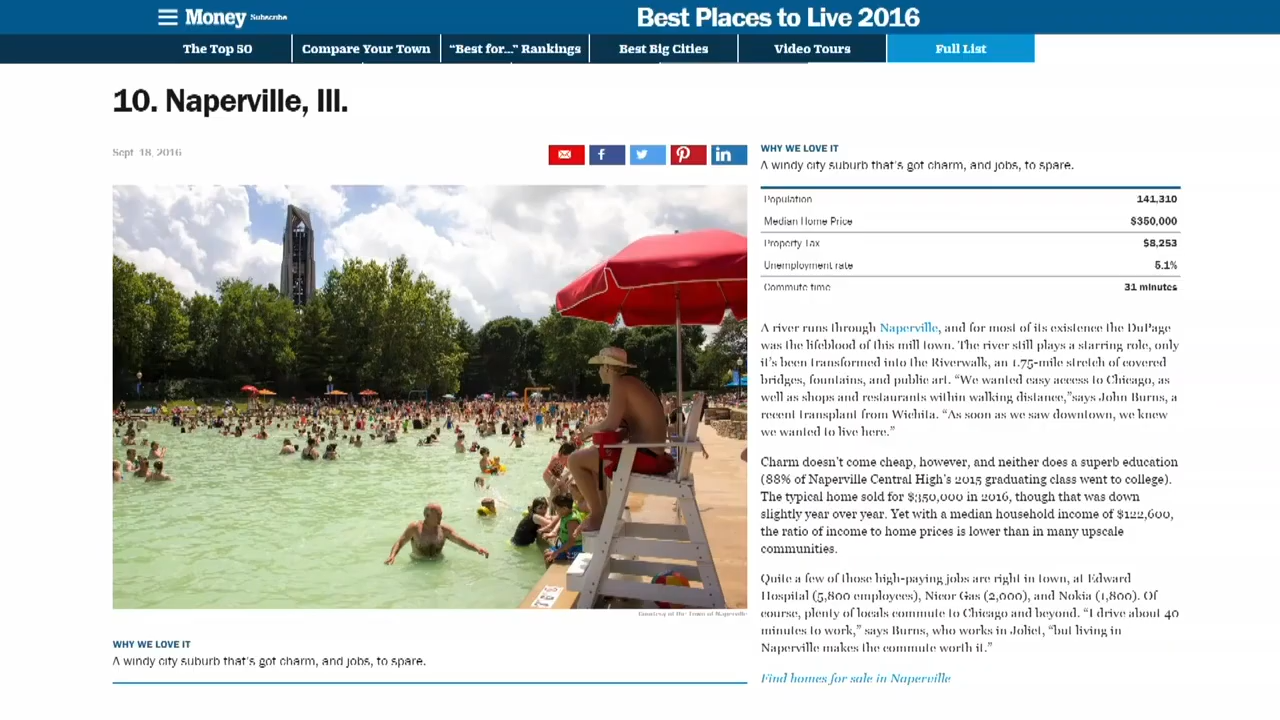 Money Subscribe
Best Places to Live 2016
The Top 50
Compare Your Town
"Best for..." Rankings
Best Big Cities
Video Tours
Full List
10. Naperville, Ill.
Sept. 18, 2016
f
in
Courtesy of the Town of Naperville
WHY WE LOVE IT
A windy city suburb that's got charm, and jobs, to spare.
WHY WE LOVE IT
A windy city suburb that's got charm, and jobs, to spare.
Population 141,310
Median Home Price $350,000
Property Tax $8,253
Unemployment rate 5.1%
Commute time 31 minutes
A river runs through Naperville, and for most of its existence the DuPage
was the lifeblood of this mill town. The river still plays a starring role, only
it's been transformed into the Riverwalk, an 1.75-mile stretch of covered
bridges, fountains, and public art. "We wanted easy access to Chicago, as
well as shops and restaurants within walking distance,"says John Burns, a
recent transplant from Wichita. "As soon as we saw downtown, we knew
we wanted to live here."
Charm doesn't come cheap, however, and neither does a superb education
(88% of Naperville Central High's 2015 graduating class went to college).
The typical home sold for $350,000 in 2016, though that was down
slightly year over year. Yet with a median household income of $122,600,
the ratio of income to home prices is lower than in many upscale
communities.
Quite a few of those high-paying jobs are right in town, at Edward
Hospital (5,800 employees), Nicor Gas (2,000), and Nokia (1,800). Of
course, plenty of locals commute to Chicago and beyond. "I drive about 40
minutes to work," says Burns, who works in Joliet, "but living in
Naperville makes the commute worth it."
Find homes for sale in Naperville